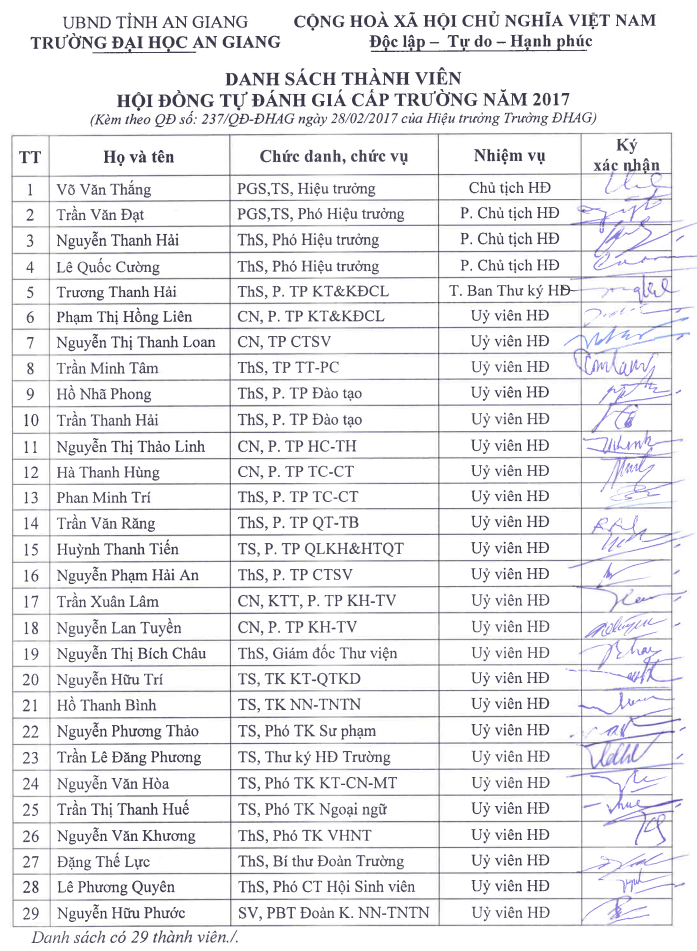 UBND TỈNH AN GIANG CỘNG HOÀ XÃ HỘI CHỦ NGHĨA VIỆT NAM
TRƯỜNG ĐẠI HỌC AN GIANG Độc lập – Tự do – Hạnh phúc
DANH SÁCH THÀNH VIÊN
HỘI ĐỒNG TỰ ĐÁNH GIÁ CẤP TRƯỜNG NĂM 2017
(Kèm theo QĐ số: 237/QĐ-ĐHAG ngày 28/02/2017 của Hiệu trưởng Trường ĐHAG)
TT Họ và tên Chức danh, chức vụ Nhiệm vụ Ký
xác nhận
1 Võ Văn Thắng PGS,TS, Hiệu trưởng Chủ tịch HĐ
2 Trần Văn Đạt PGS,TS, Phó Hiệu trưởng P. Chủ tịch HĐ
3 Nguyễn Thanh Hải ThS, Phó Hiệu trưởng P. Chủ tịch HĐ
4 Lê Quốc Cường ThS, Phó Hiệu trưởng P. Chủ tịch HĐ
5 Trương Thanh Hải ThS, P. TP KT&KĐCL T. Ban Thư ký HĐ
6 Phạm Thị Hồng Liên CN, P. TP KT&KĐCL Uỷ viên HĐ
7 Nguyễn Thị Thanh Loan CN, TP CTSV Uỷ viên HĐ
8 Trần Minh Tâm ThS, TP TT-PC Uỷ viên HĐ
9 Hồ Nhã Phong ThS, P. TP Đào tạo Uỷ viên HĐ
10 Trần Thanh Hải ThS, P. TP Đào tạo Uỷ viên HĐ
11 Nguyễn Thị Thảo Linh CN, P. TP HC-TH Uỷ viên HĐ
12 Hà Thanh Hùng CN, P. TP TC-CT Uỷ viên HĐ
13 Phan Minh Trí ThS, P. TP TC-CT Uỷ viên HĐ
14 Trần Văn Răng ThS, P. TP QT-TB Uỷ viên HĐ
15 Huỳnh Thanh Tiến TS, P. TP QLKH&HTQT Uỷ viên HĐ
16 Nguyễn Phạm Hải An ThS, P. TP CTSV Uỷ viên HĐ
17 Trần Xuân Lâm CN, KTT, P. TP KH-TV Uỷ viên HĐ
18 Nguyễn Lan Tuyền CN, P. TP KH-TV Uỷ viên HĐ
19 Nguyễn Thị Bích Châu ThS, Giám đốc Thư viện Uỷ viên HĐ
20 Nguyễn Hữu Trí TS, TK KT-QTKD Uỷ viên HĐ
21 Hồ Thanh Bình TS, TK NN-TNTN Uỷ viên HĐ
22 Nguyễn Phương Thảo TS, Phó TK Sư phạm Uỷ viên HĐ
23 Trần Lê Đăng Phương TS, Thư ký HĐ Trường Uỷ viên HĐ
24 Nguyễn Văn Hòa TS, Phó TK KT-CN-MT Uỷ viên HĐ
25 Trần Thị Thanh Huế TS, Phó TK Ngoại ngữ Uỷ viên HĐ
26 Nguyễn Văn Khương ThS, Phó TK VHNT Uỷ viên HĐ
27 Đặng Thế Lực ThS, Bí thư Đoàn Trường Uỷ viên HĐ
28 Lê Phương Quyên ThS, Phó CT Hội Sinh viên Uỷ viên HĐ
29 Nguyễn Hữu Phước SV, PBT Đoàn K. NN-TNTN Uỷ viên HĐ
Danh sách có 29 thành viên./.